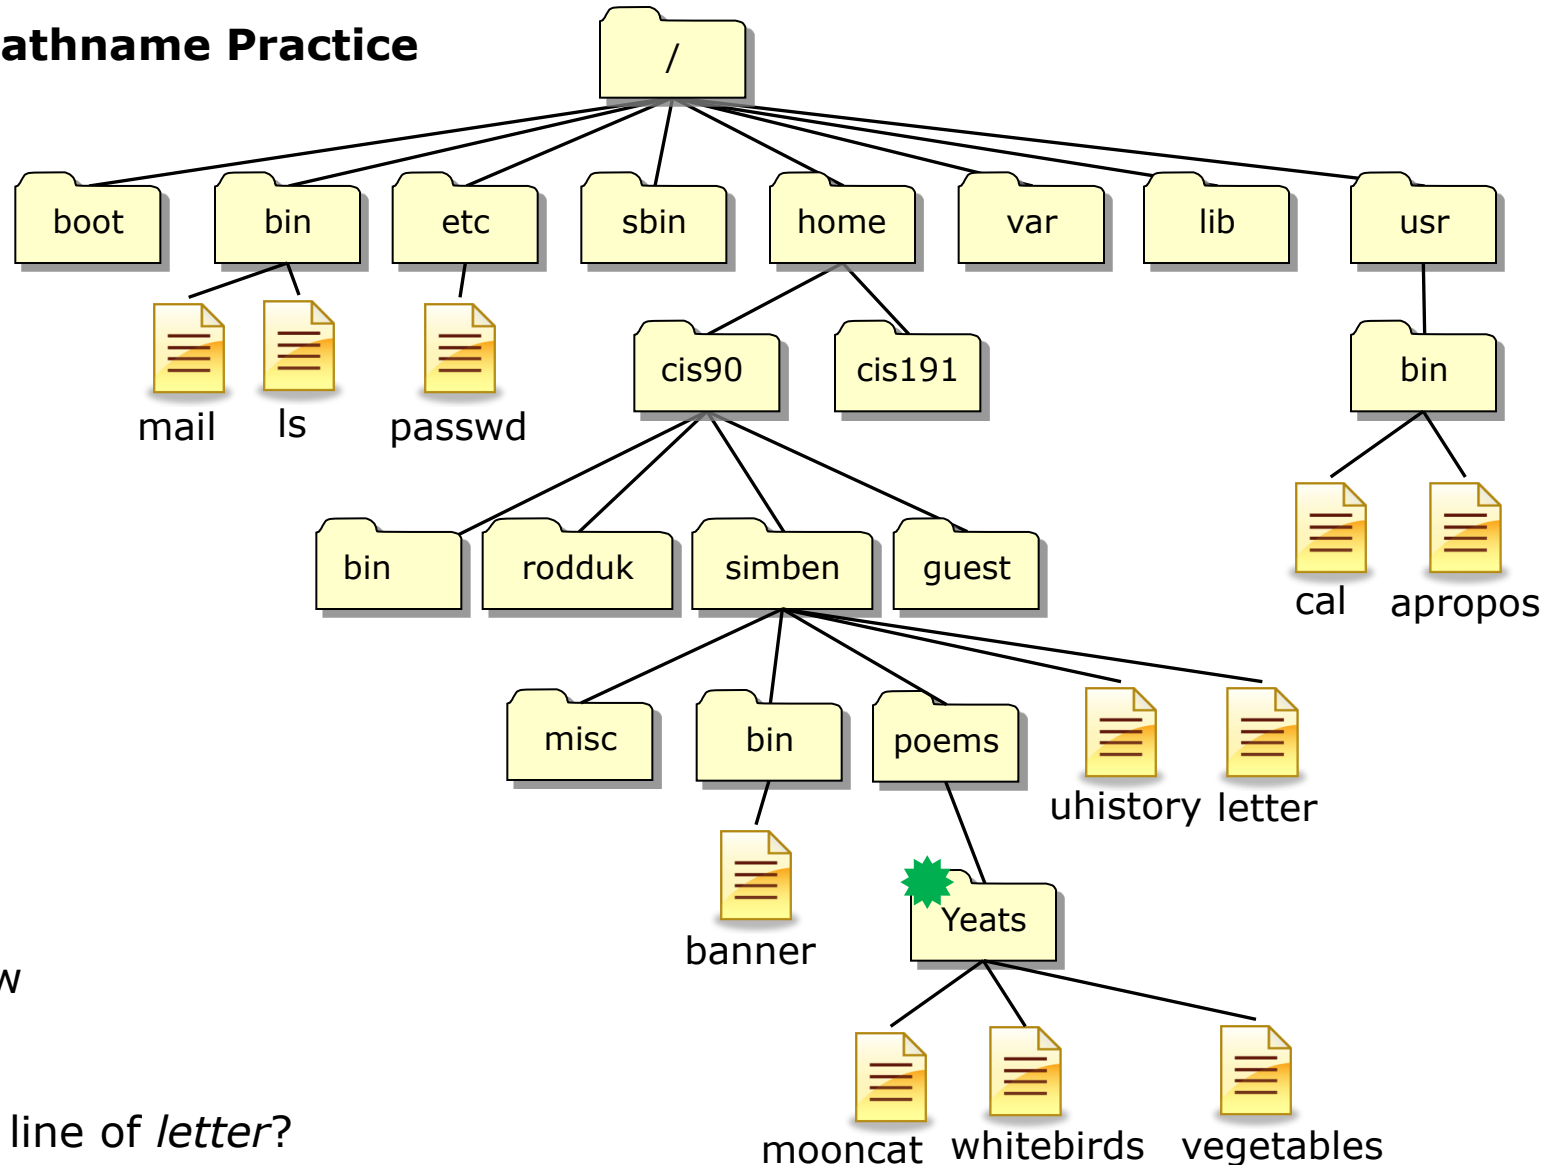 athname Practice
/
boot bin etc sbin home var lib usr
mail ls passwd
cis90 cis191 bin
bin rodduk simben guest
cal apropos
misc bin poems
uhistory letter
banner
Yeats
w
line of letter?
mooncat whitebirds vegetables